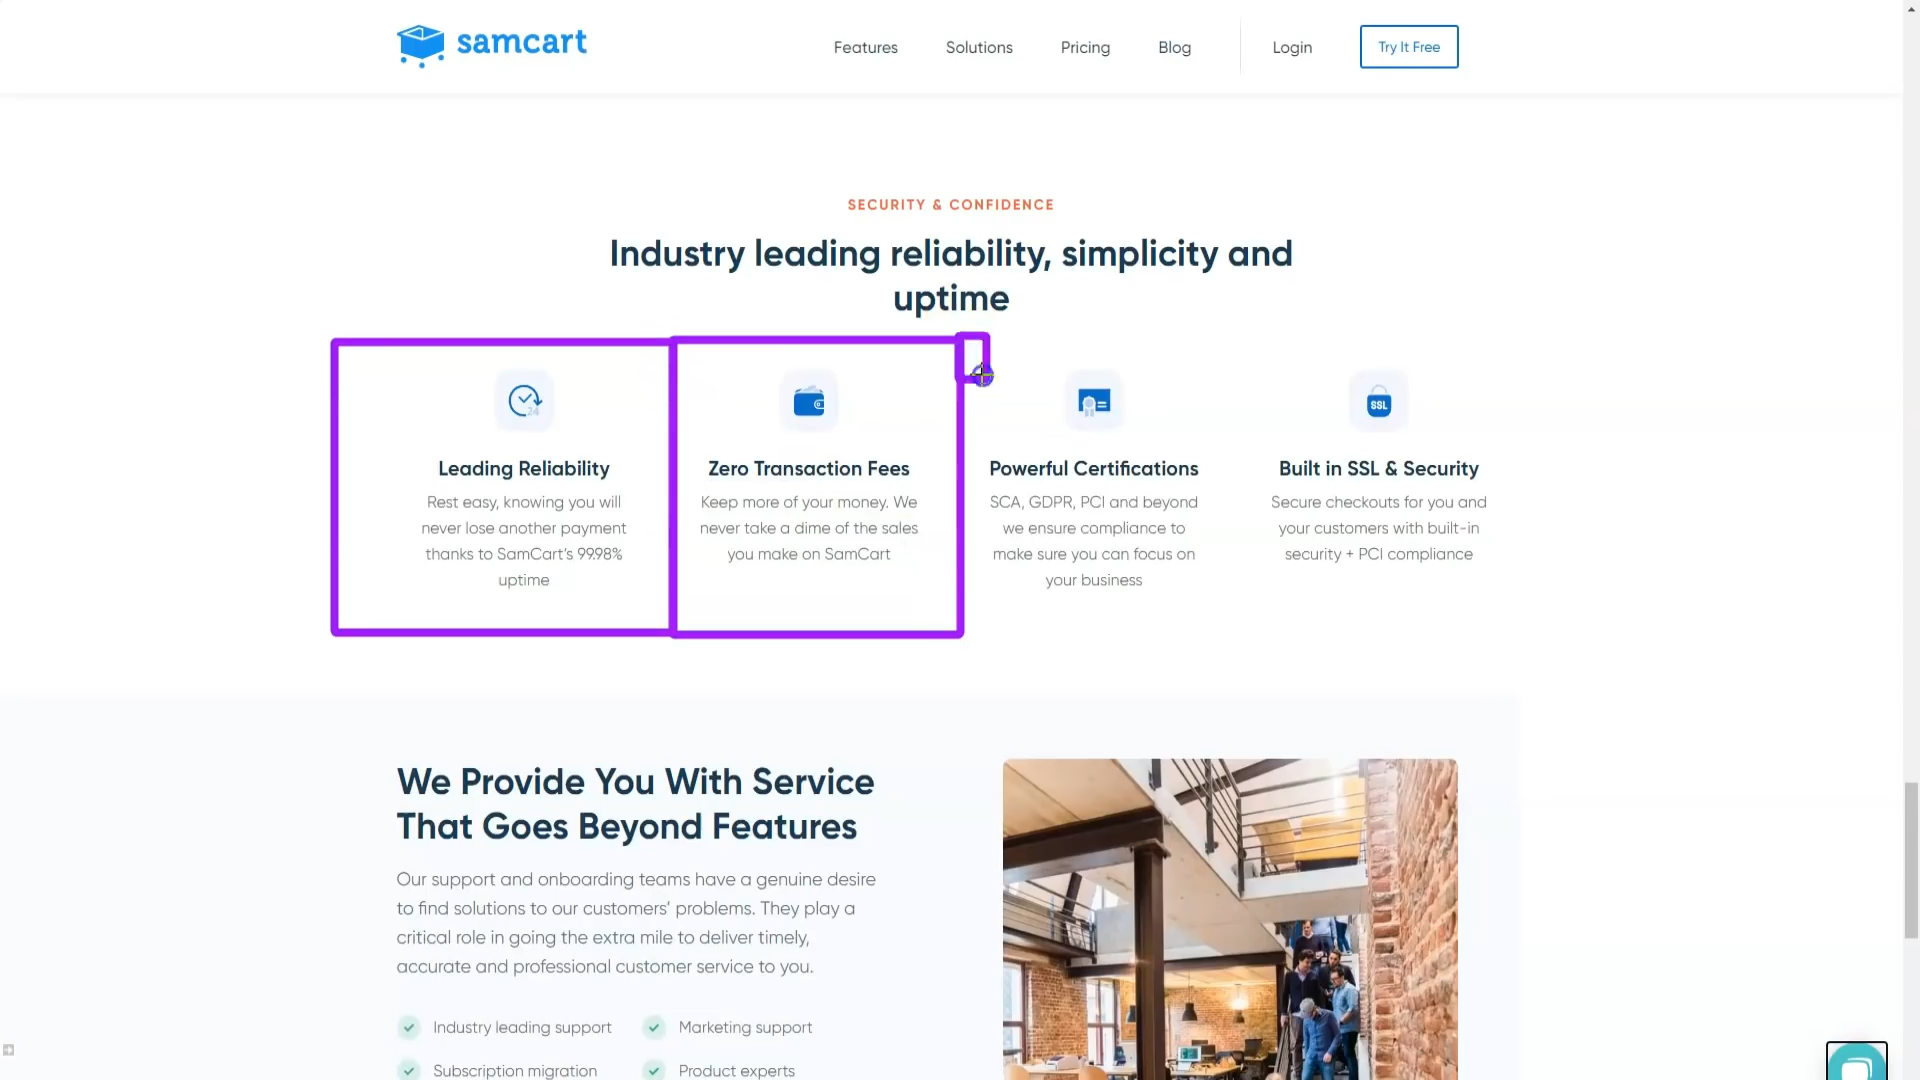 samcart
Features
Solutions
Pricing
Blog
Login
Try It Free
SECURITY & CONFIDENCE
Industry leading reliability, simplicity and
uptime
24
SSL
Leading Reliability
Rest easy, knowing you will
never lose another payment
thanks to SamCart's 99.98%
uptime
Zero Transaction Fees
Keep more of your money. We
never take a dime of the sales
you make on SamCart
Powerful Certifications
SCA, GDPR, PCI and beyond
we ensure compliance to
make sure you can focus on
your business
Built in SSL & Security
Secure checkouts for you and
your customers with built-in
security + PCI compliance
We Provide You With Service
That Goes Beyond Features
Our support and onboarding teams have a genuine desire
to find solutions to our customers' problems. They play a
critical role in going the extra mile to deliver timely,
accurate and professional customer service to you.
Industry leading support
Marketing support
Subscription migration
Product experts